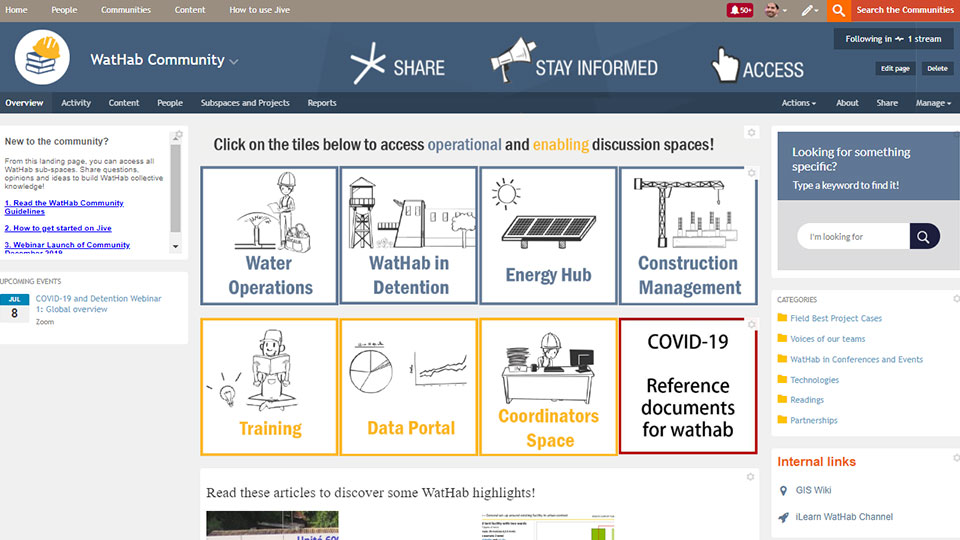 Home People Communities Content How to use Jive
50+
Search the Communities
WatHab Community
SHARE
STAY INFORMED
ACCESS
Following in 1 stream
Edit page Delete
Overview Activity Content People Subspaces and Projects Reports
Actions About Share Manage
New to the community?
From this landing page, you can access all
WatHab sub-spaces. Share questions,
opinions and ideas to build WatHab collective
knowledge!
1. Read the WatHab Community
Guidelines
2. How to get started on Jive
3. Webinar Launch of Community
December 2019
UPCOMING EVENTS
JUL
8
COVID-19 and Detention Webinar
1: Global overview
Zoom
Click on the tiles below to access operational and enabling discussion spaces!
Water
Operations
WatHab in
Detention
Energy Hub
Construction
Management
Training
Data Portal
Coordinators
Space
COVID-19
Reference
documents
for wathab
Read these articles to discover some WatHab highlights!
Looking for something
specific?
Type a keyword to find it!
I'm looking for
CATEGORIES
Field Best Project Cases
Voices of our teams
WatHab in Conferences and Events
Technologies
Readings
Partnerships
Internal links
GIS Wiki
iLearn WatHab Channel